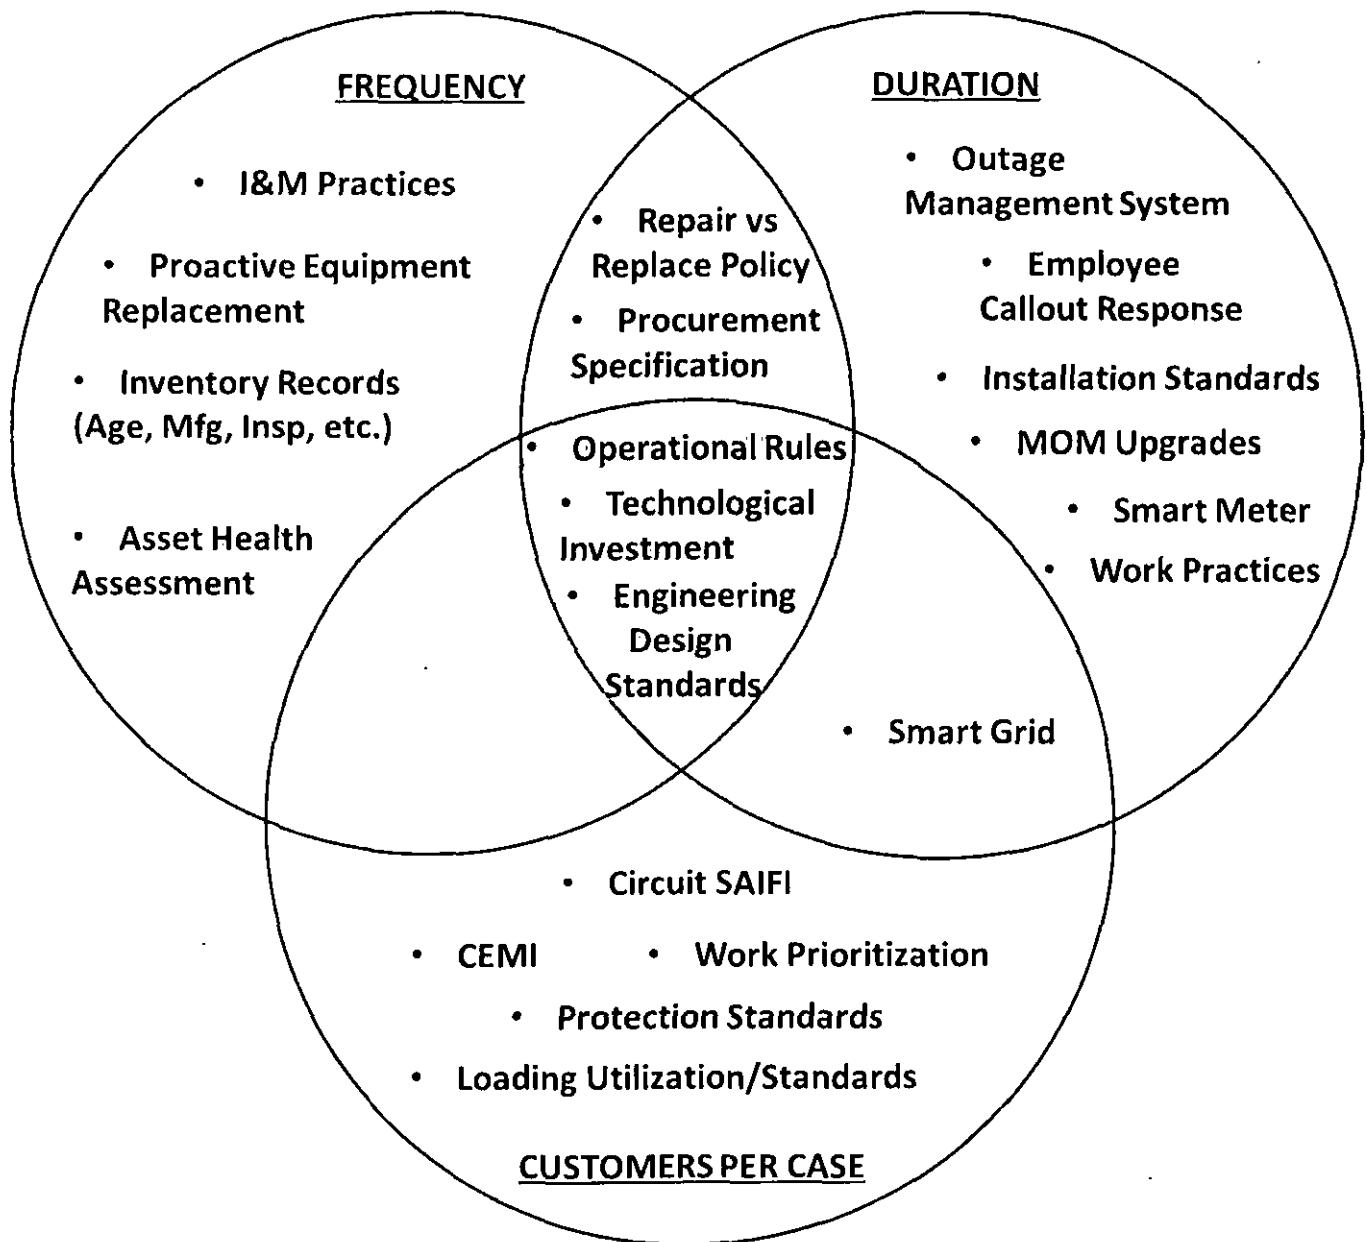 FREQUENCY
• I&M Practices
• Proactive Equipment
Replacement
• Inventory Records
(Age, Mfg, Insp, etc.)
• Asset Health
Assessment
• Repair vs
Replace Policy
• Procurement
Specification
• Operational Rules
• Technological
Investment
• Engineering
Design
Standards
DURATION
• Outage
Management System
• Employee
Callout Response
• Installation Standards
• MOM Upgrades
• Smart Meter
• Work Practices
• Smart Grid
• Circuit SAIFI
• CEMI • Work Prioritization
• Protection Standards
• Loading Utilization/Standards
CUSTOMERS PER CASE